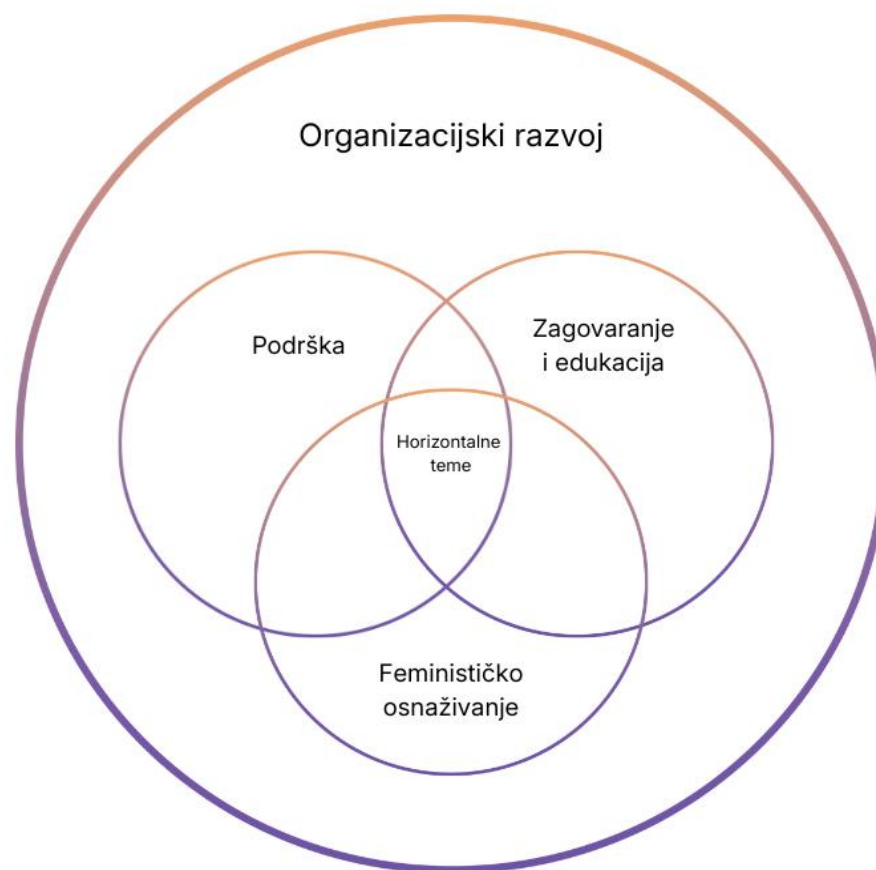 Organizacijski razvoj
Podrška
Zagovaranje
i edukacija
Horizontalne
teme
Feminističko
osnaživanje